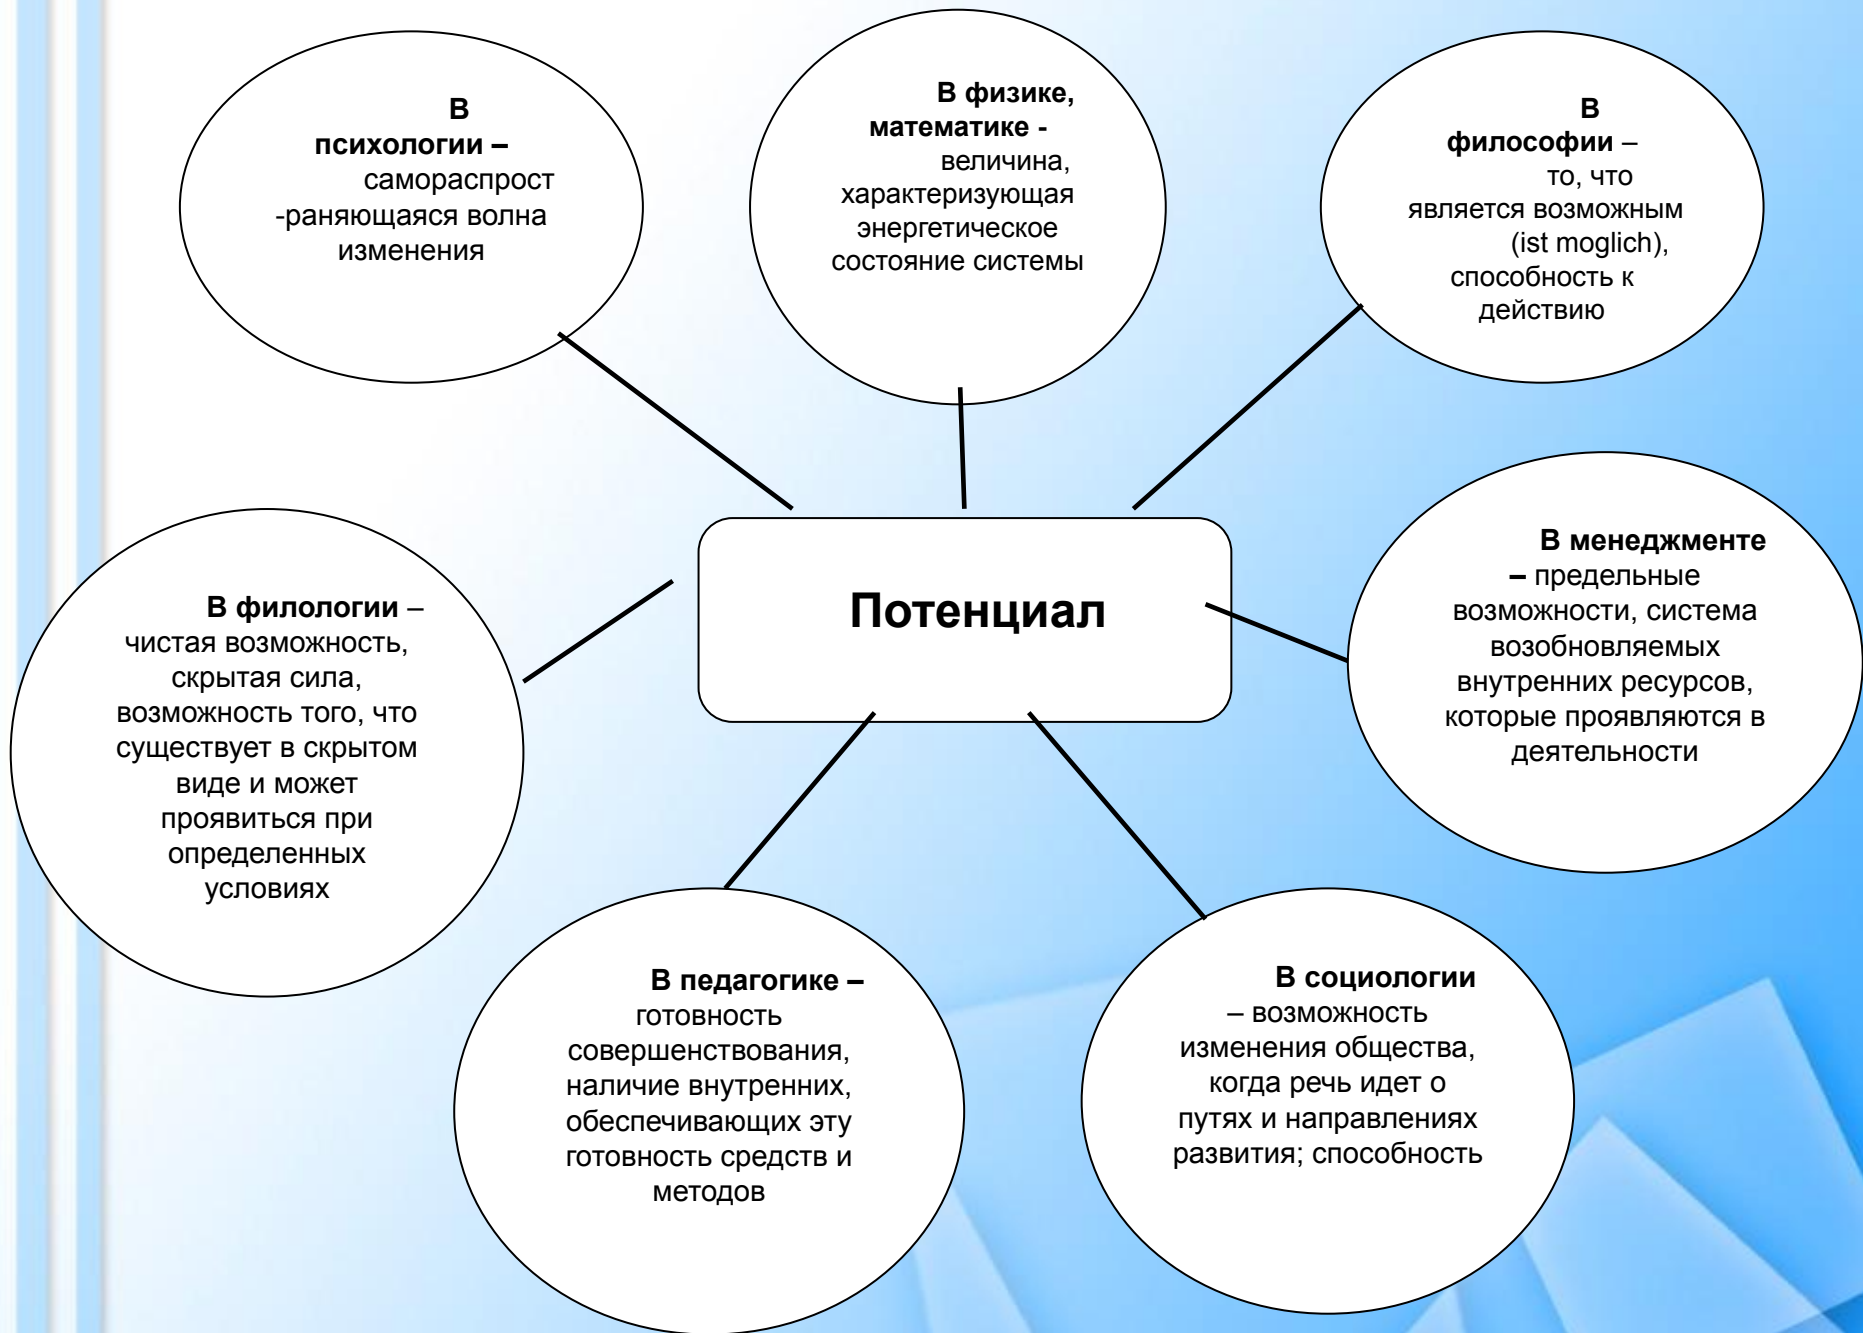 В
психологии –
самораспрост
-раняющаяся волна
изменения
В физике,
математике -
величина,
характеризующая
энергетическое
состояние системы
В
философии –
то, что
является возможным
(ist moglich),
способность к
действию
Потенциал
В филологии –
чистая возможность,
скрытая сила,
возможность того, что
существует в скрытом
виде и может
проявиться при
определенных
условиях
В менеджменте
– предельные
возможности, система
возобновляемых
внутренних ресурсов,
которые проявляются в
деятельности
В педагогике –
готовность
совершенствования,
наличие внутренних,
обеспечивающих эту
готовность средств и
методов
В социологии
– возможность
изменения общества,
когда речь идет о
путях и направлениях
развития; способность